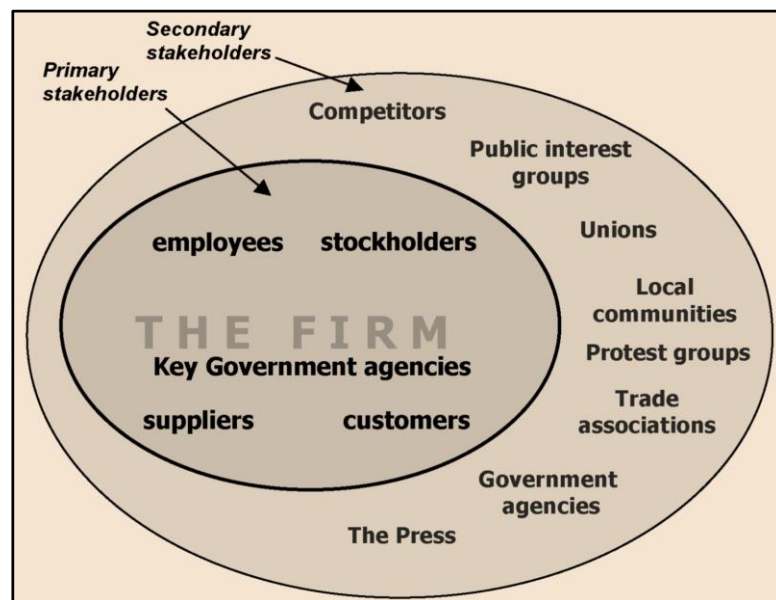 Secondary
stakeholders
Primary
stakeholders
Competitors
Public interest
groups
employees stockholders
Unions
Local
communities
THE FIRM
Protest groups
Key Government agencies
Trade
associations
suppliers customers
Government
agencies
The Press